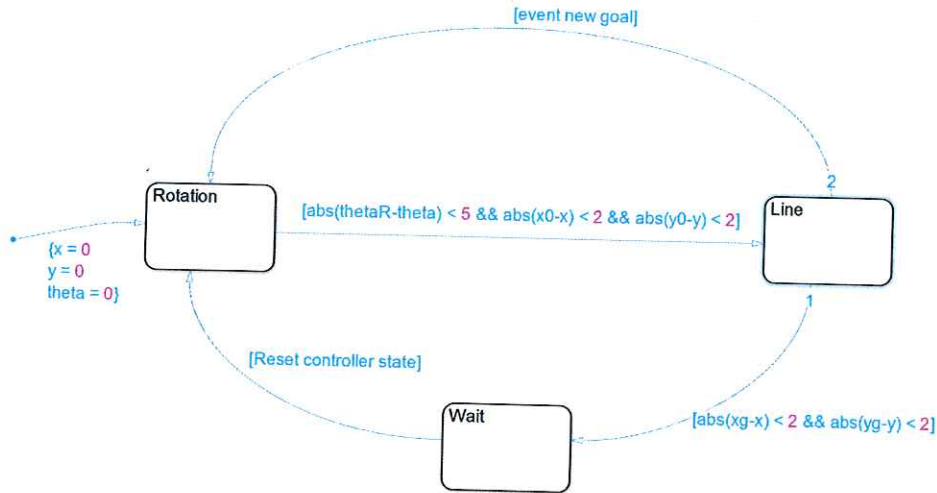 [event new goal]
Rotation
2
[abs(thetaR-theta) < 5 && abs(x0-x) < 2 && abs(y0-y) < 2]
Line
{x = 0
y = 0
theta = 0}
1
[Reset controller state]
Wait
[abs(xg-x) < 2 && abs(yg-y) < 2]